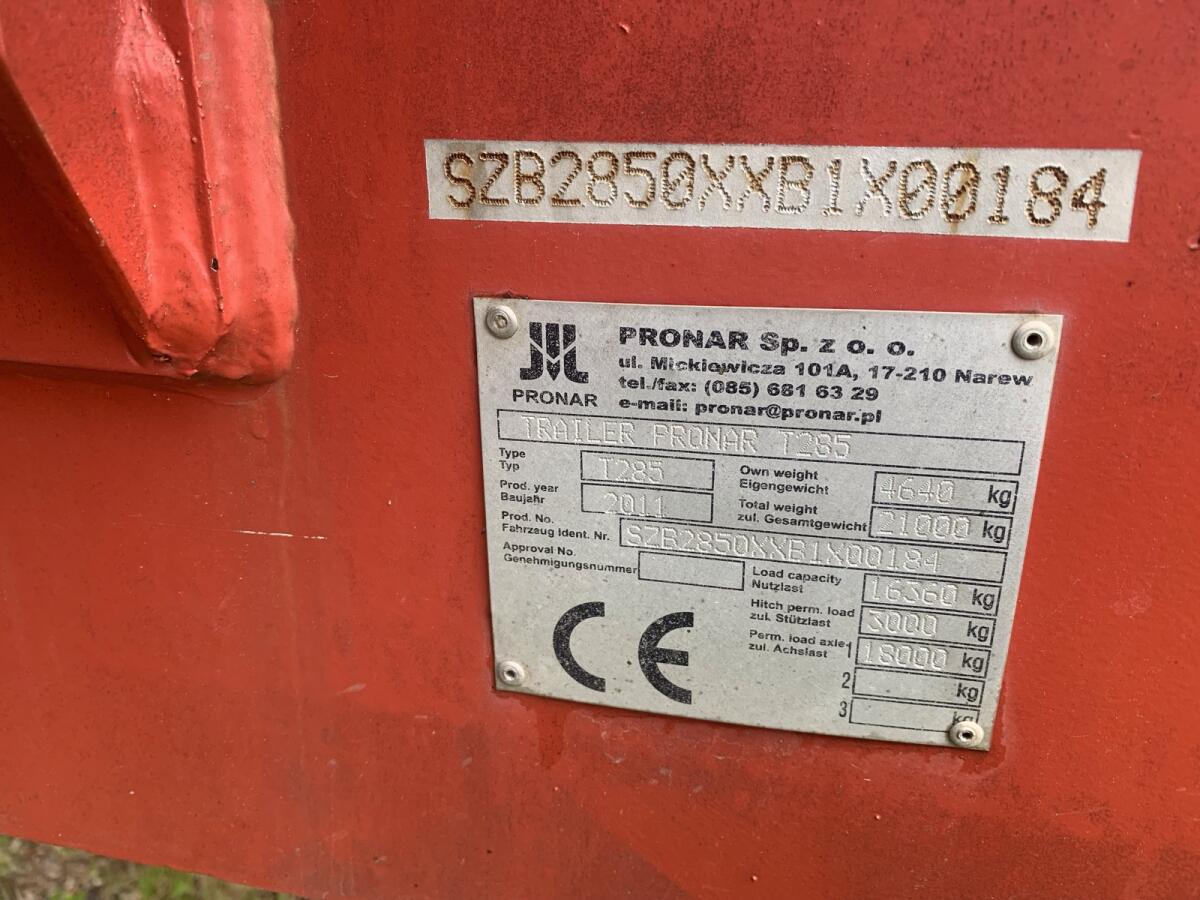 SZB2850XXB1X00184
PRONAR
PRONAR Sp. z o. o.
ul. Mickiewicza 101A, 17-210 Narew
tel./fax: (085) 681 63 29
e-mail: pronar@pronar.pl
TRAILER PRONAR T285
Type
Typ
T285
Own weight
Eigengewicht
4640 kg
Prod. year
Baujahr
2011
Total weight
zul. Gesamtgewicht
21000 kg
Prod. No.
Fahrzeug Ident. Nr.
SZB2850XXB1X00184
Approval No.
Genehmigungsnummer
Load capacity
Nutzlast
16360 kg
Hitch perm. load
zul. Stützlast
3000 kg
Perm. load axle
zul. Achslast
1 18000 kg
2 kg
3 kg
CE